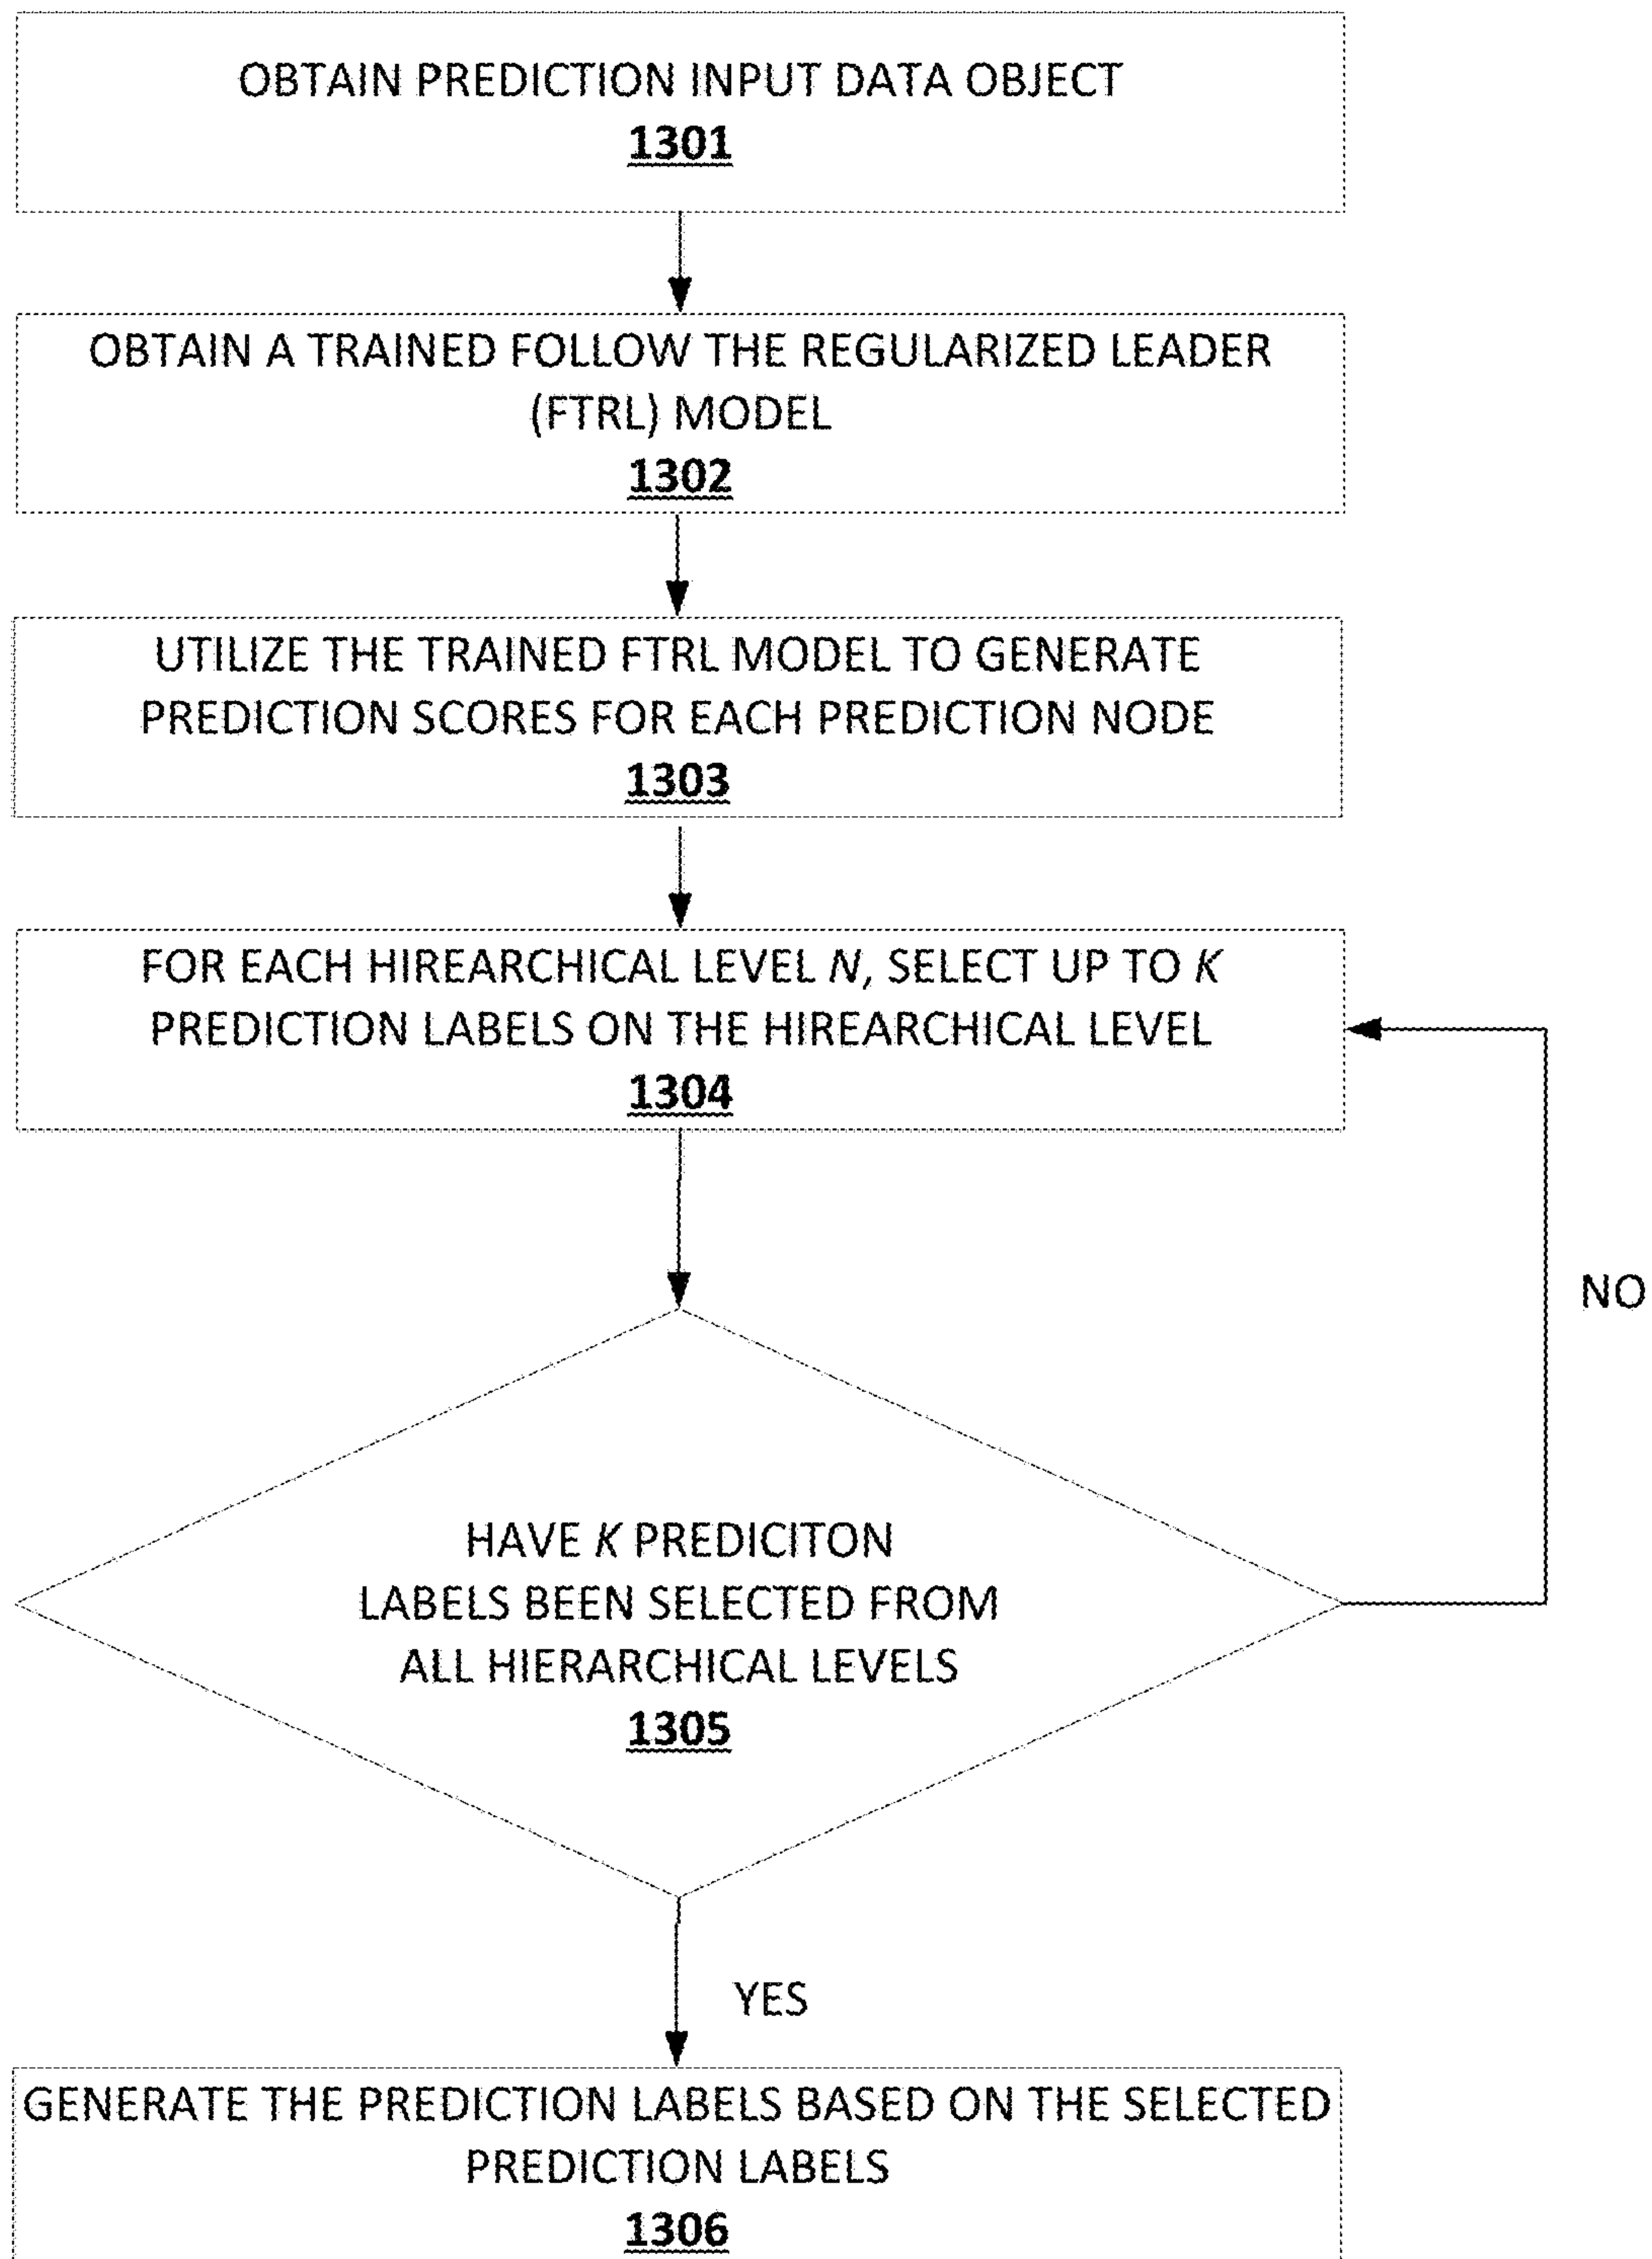 OBTAIN PREDICTION INPUT DATA OBJECT
1301
OBTAIN A TRAINED FOLLOW THE REGULARIZED LEADER
(FTRL) MODEL
1302
UTILIZE THE TRAINED FTRL MODEL TO GENERATE
PREDICTION SCORES FOR EACH PREDICTION NODE
1303
FOR EACH HIREARCHICAL LEVEL N, SELECT UP TO K
PREDICTION LABELS ON THE HIREARCHICAL LEVEL
1304
NO
HAVE K PREDICITON
LABELS BEEN SELECTED FROM
ALL HIERARCHICAL LEVELS
1305
YES
GENERATE THE PREDICTION LABELS BASED ON THE SELECTED
PREDICTION LABELS
1306